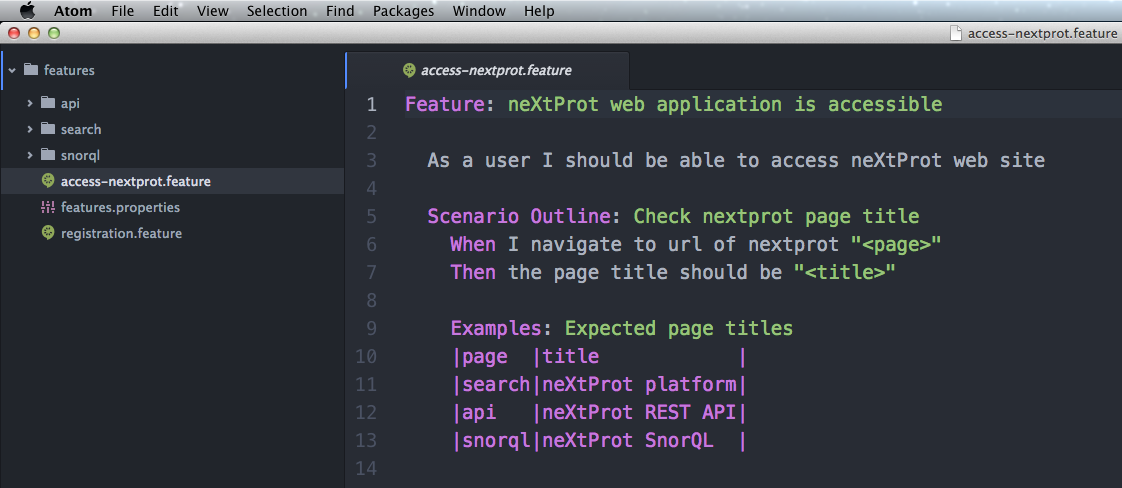 Atom File Edit View Selection Find Packages Window Help
access-nextprot.feature
features
api
search
snorql
access-nextprot.feature
features.properties
registration.feature
access-nextprot.feature
1 Feature: neXtProt web application is accessible
2
3 As a user I should be able to access neXtProt web site
4
5 Scenario Outline: Check nextprot page title
6 When I navigate to url of nextprot "<page>"
7 Then the page title should be "<title>"
8
9 Examples: Expected page titles
10 |page  |title            |
11 |search|neXtProt platform|
12 |api   |neXtProt REST API|
13 |snorql|neXtProt SnorQL  |
14